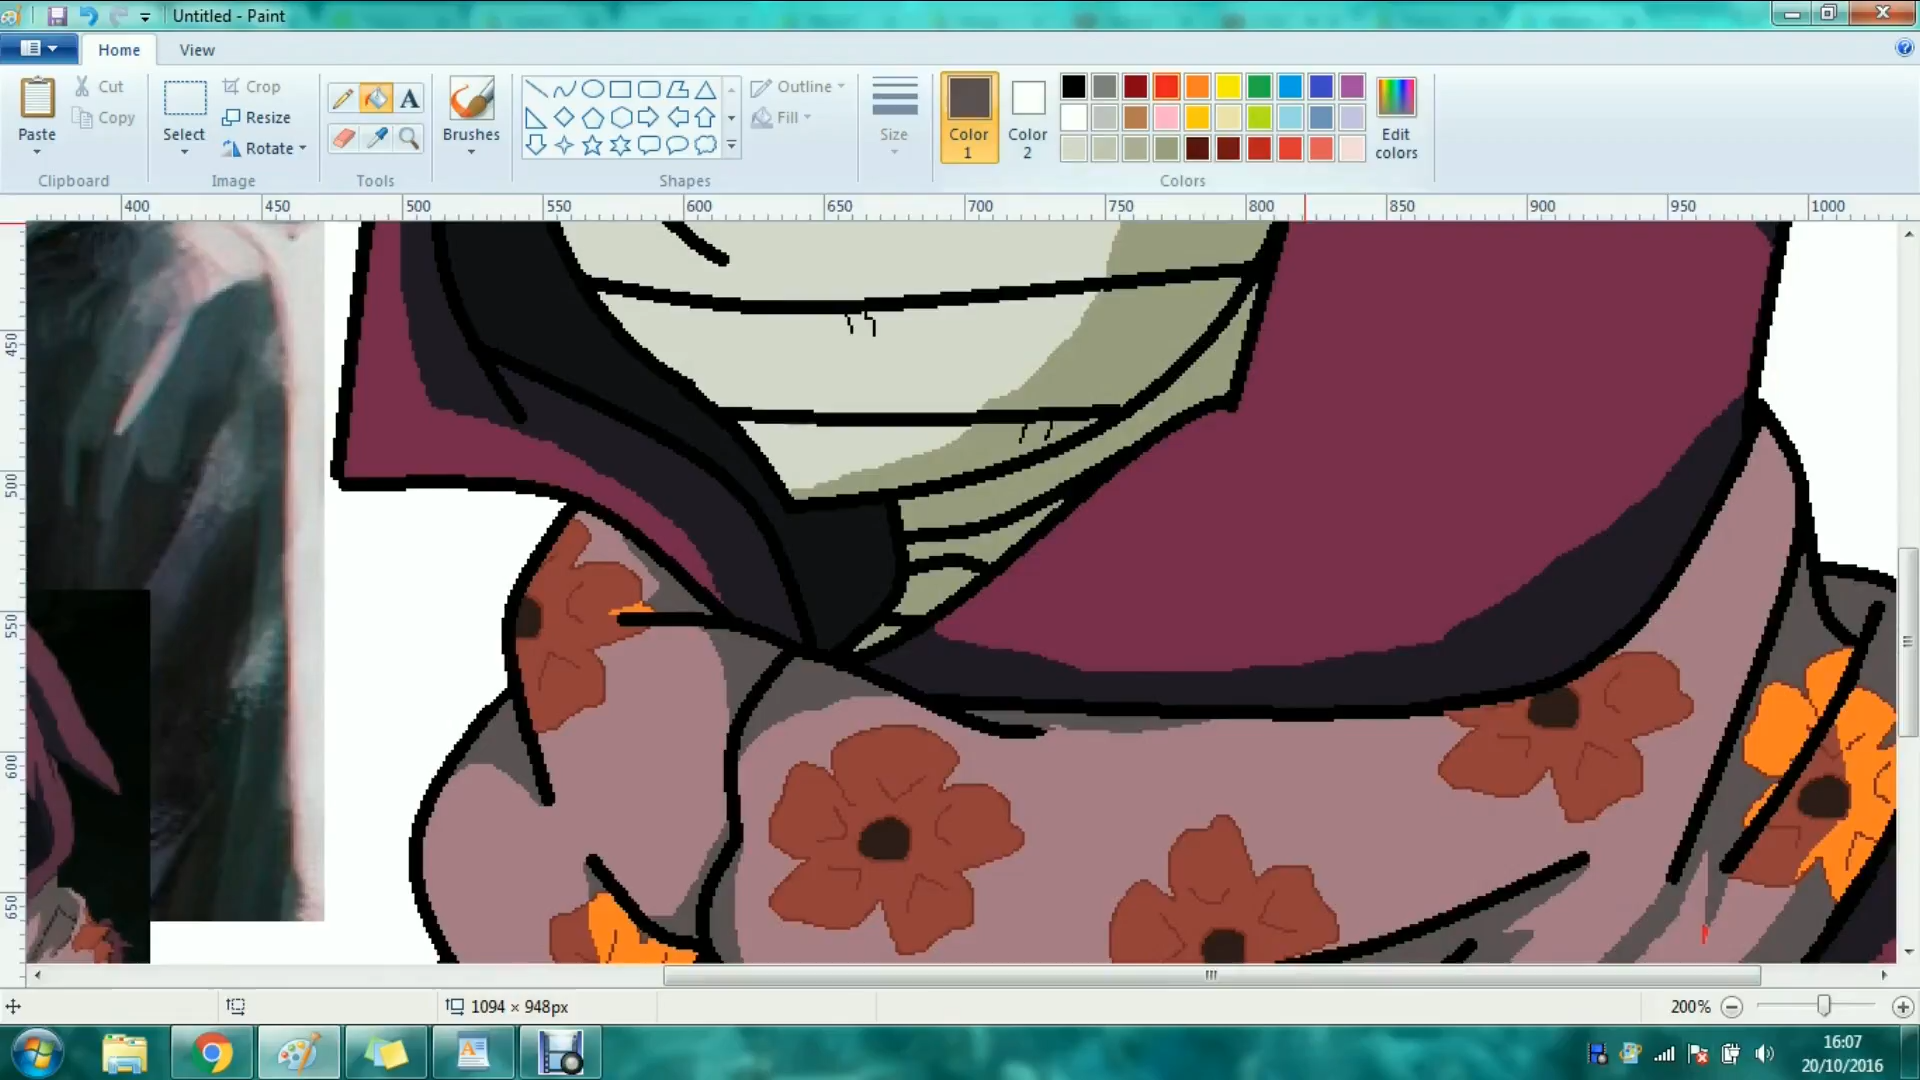 Untitled - Paint
Home View
Paste
Cut
Copy
Clipboard
Select
Crop
Resize
Rotate
Image
A
Tools
Brushes
Shapes
Outline
Fill
Size
Color
1
Color
2
Edit
colors
Colors
400 450 500 550 600 650 700 750 800 850 900 950 1000
450
500
550
600
650
1094 × 948px
200%
16:07
20/10/2016